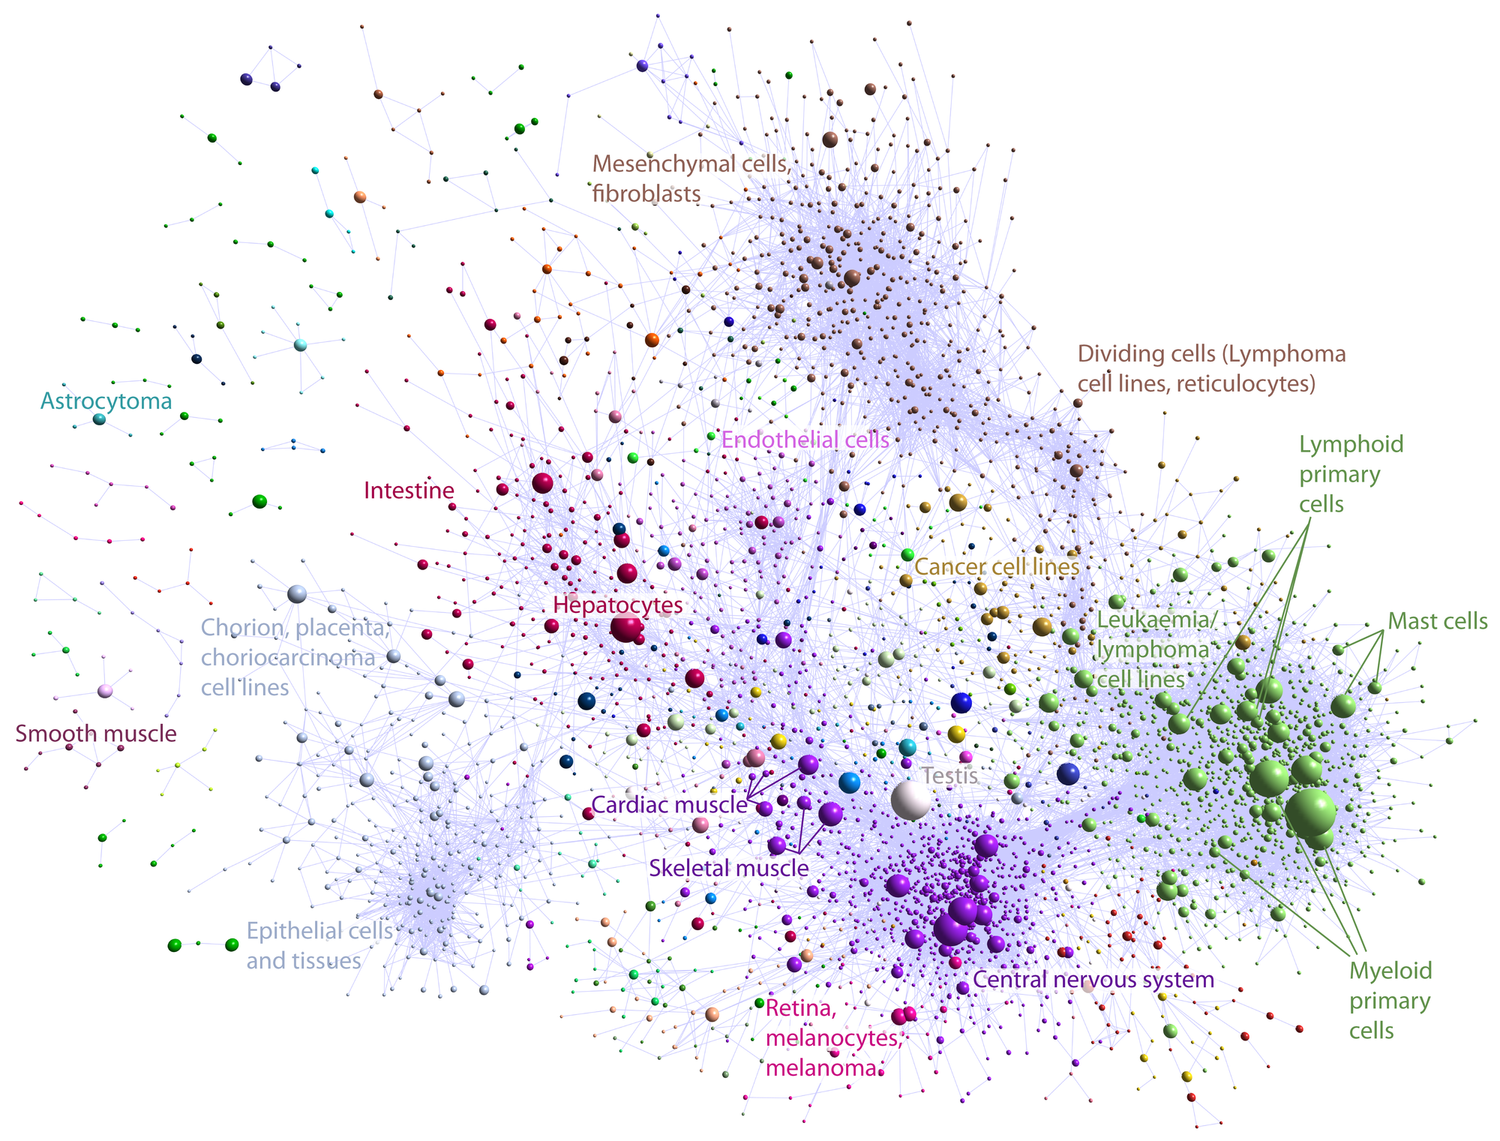 Mesenchymal cells,
fibroblasts
Dividing cells (Lymphoma
cell lines, reticulocytes)
Astrocytoma
Endothelial cells
Lymphoid
primary
cells
Intestine
Cancer cell lines
Hepatocytes
Chorion, placenta,
choriocarcinoma
cell lines
Leukaemia/
lymphoma
cell lines
Mast cells
Smooth muscle
Testis
Cardiac muscle
Skeletal muscle
Epithelial cells
and tissues
Central nervous system
Myeloid
primary
cells
Retina,
melanocytes,
melanoma